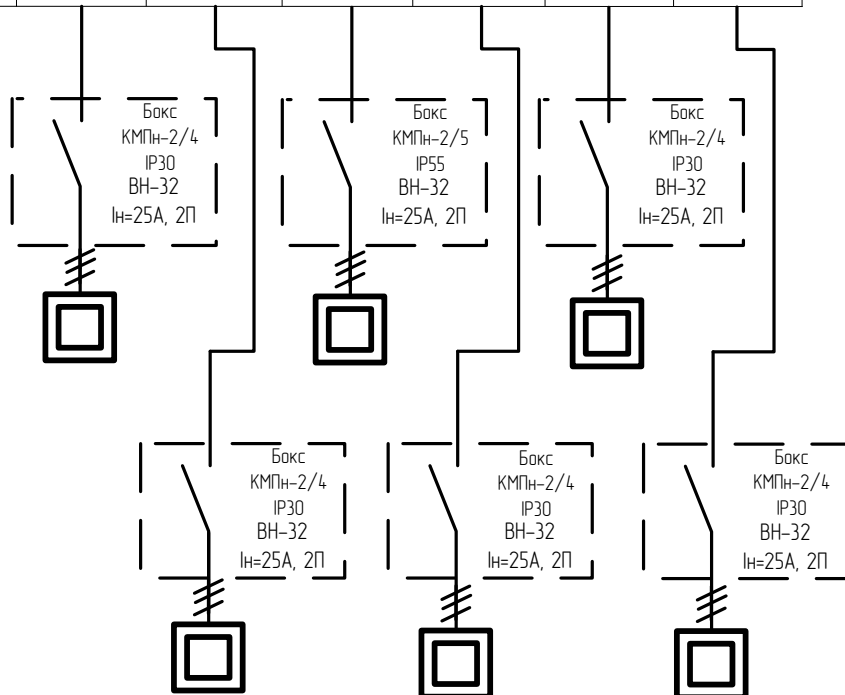 Бокс
КМПн-2/4
IP30
ВН-32
Iн=25А, 2П
Бокс
КМПн-2/5
IP55
ВН-32
Iн=25А, 2П
Бокс
КМПн-2/4
IP30
ВН-32
Iн=25А, 2П
Бокс
КМПн-2/4
IP30
ВН-32
Iн=25А, 2П
Бокс
КМПн-2/4
IP30
ВН-32
Iн=25А, 2П
Бокс
КМПн-2/4
IP30
ВН-32
Iн=25А, 2П